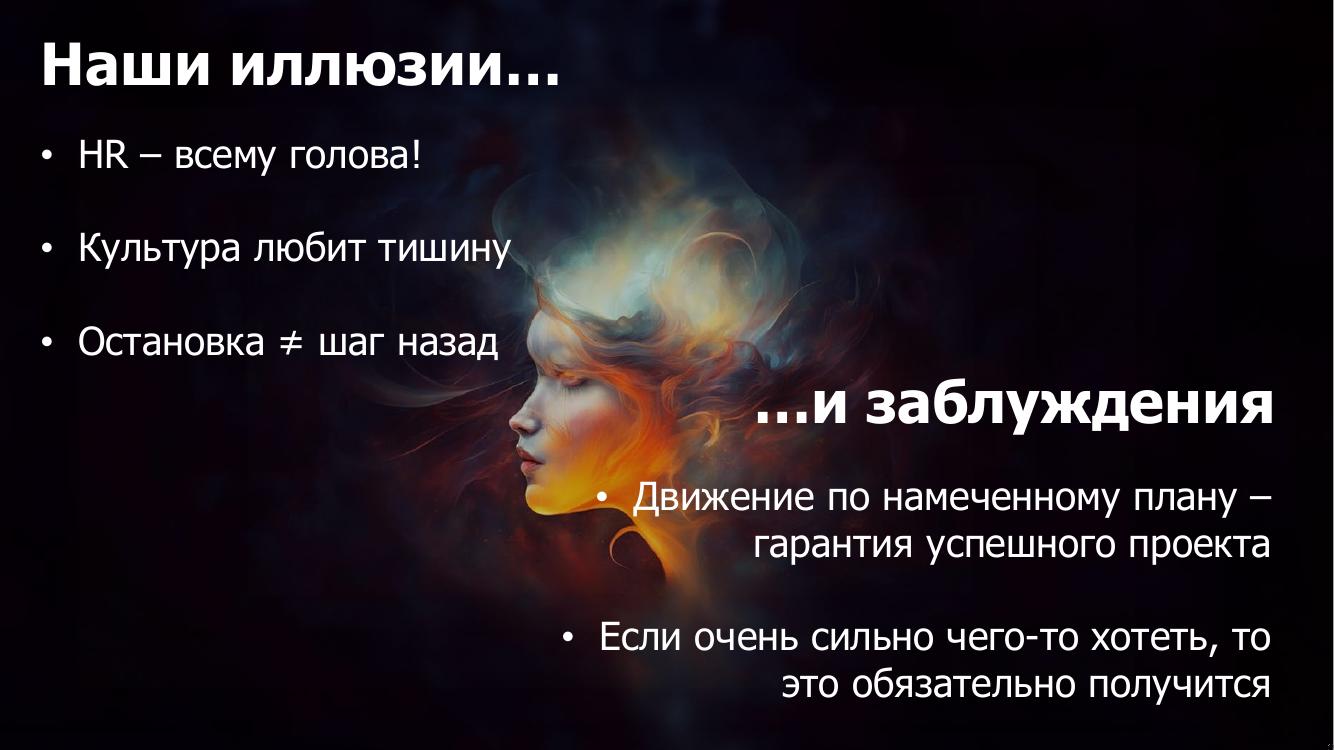 Наши иллюзии...
• HR – всему голова!
• Культура любит тишину
• Остановка ≠ шаг назад
...и заблуждения
• Движение по намеченному плану –
гарантия успешного проекта
• Если очень сильно чего-то хотеть, то
это обязательно получится